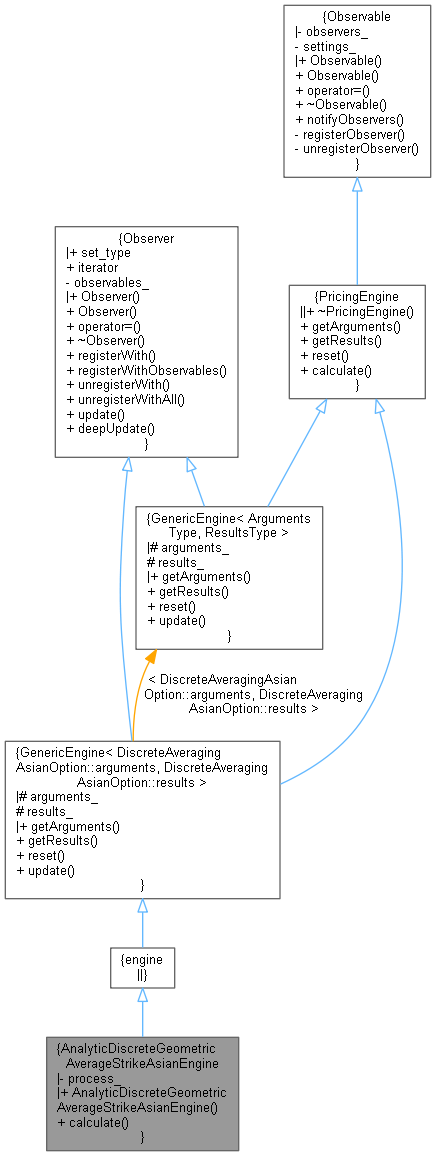 {Observable
|- observers_
- settings_
|+ Observable()
+ Observable()
+ operator=()
+ ~Observable()
+ notifyObservers()
- registerObserver()
- unregisterObserver()
}
{Observer
|+ set_type
+ iterator
- observables_
|+ Observer()
+ Observer()
+ operator=()
+ ~Observer()
+ registerWith()
+ registerWithObservables()
+ unregisterWith()
+ unregisterWithAll()
+ update()
+ deepUpdate()
}
{PricingEngine
||+ ~PricingEngine()
+ getArguments()
+ getResults()
+ reset()
+ calculate()
}
{GenericEngine< Arguments
Type, ResultsType >
|# arguments_
# results_
|+ getArguments()
+ getResults()
+ reset()
+ update()
}
< DiscreteAveragingAsian
Option::arguments, DiscreteAveraging
AsianOption::results >
{GenericEngine< DiscreteAveraging
AsianOption::arguments, DiscreteAveraging
AsianOption::results >
|# arguments_
# results_
|+ getArguments()
+ getResults()
+ reset()
+ update()
}
{engine
||}
{AnalyticDiscreteGeometric
AverageStrikeAsianEngine
|- process_
|+ AnalyticDiscreteGeometric
AverageStrikeAsianEngine()
+ calculate()
}